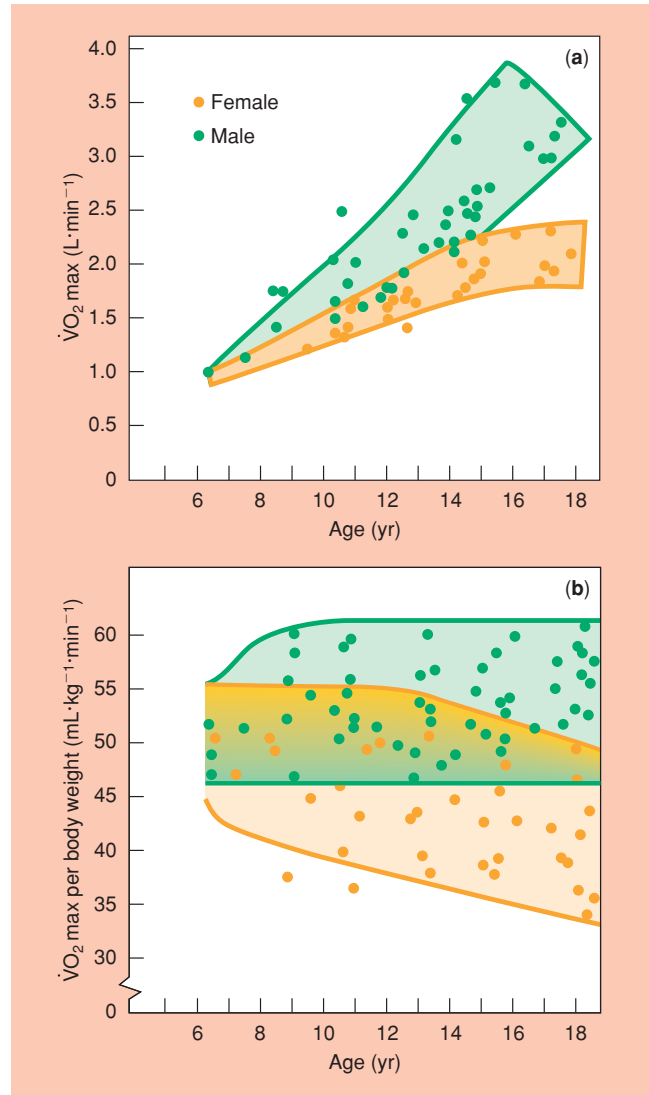 (a)
Female
Male
V̇O₂ max (L·min⁻¹)
4.0
3.5
3.0
2.5
2.0
1.5
1.0
0.5
0
6 8 10 12 14 16 18
Age (yr)
(b)
V̇O₂ max per body weight (mL·kg⁻¹·min⁻¹)
60
55
50
45
40
35
30
0
6 8 10 12 14 16 18
Age (yr)